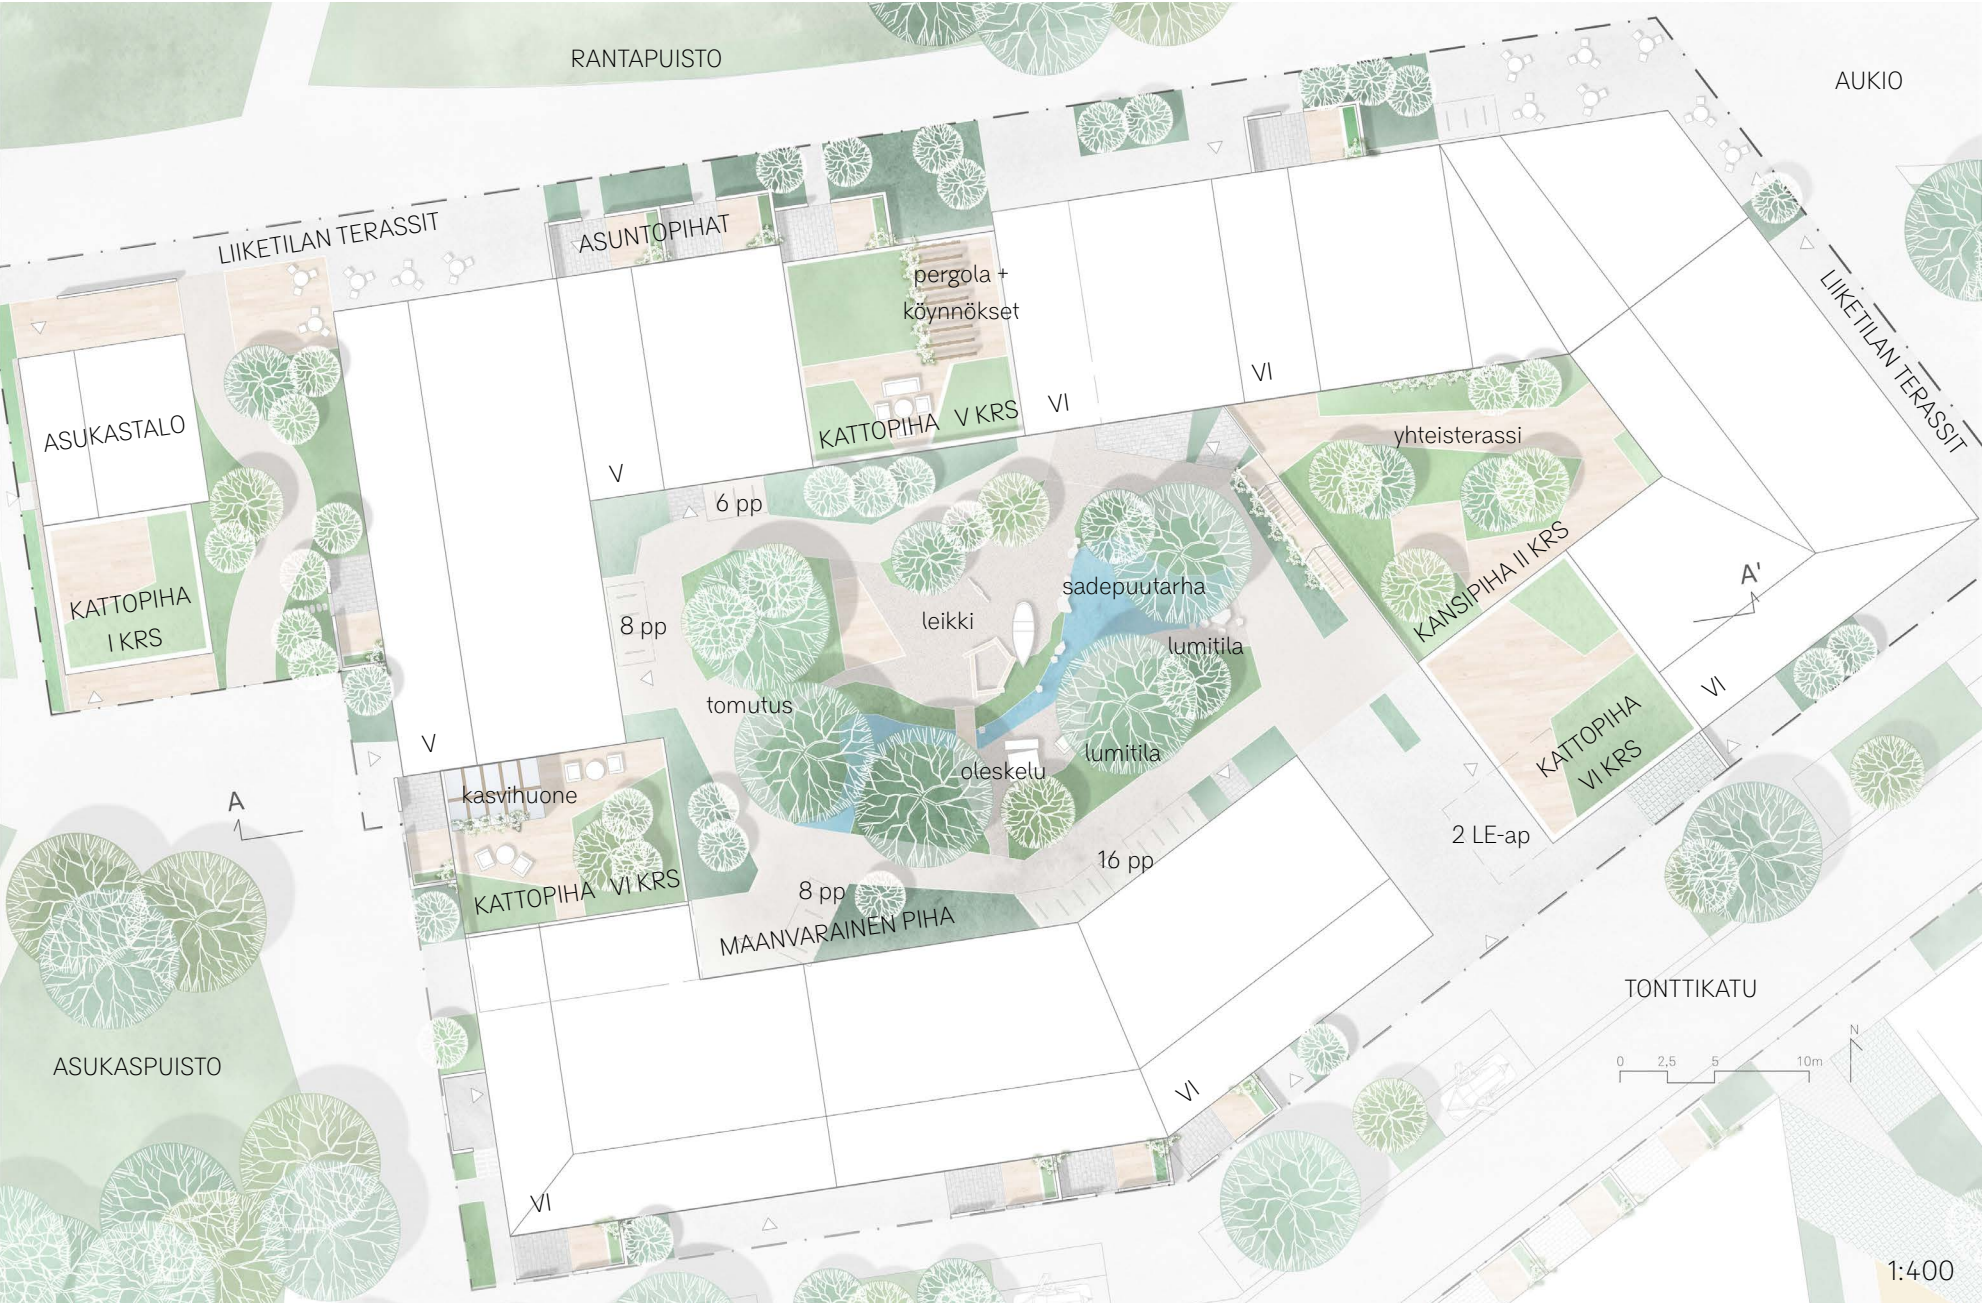 RANTAPUISTO
AUKIO
LIIKETILAN TERASSIT
ASUNTOPIHAT
pergola +
köynnökset
LIIKETILAN TERASSIT
VI
VI
KATTOPIHA V KRS
ASUKASTALO
yhteisterassi
V
6 pp
KANSIPIHA II KRS
A'
sadepuutarha
KATTOPIHA
I KRS
8 pp
leikki
lumitila
VI
tomutus
KATTOPIHA
VI KRS
V
lumitila
oleskelu
kasvihuone
A
2 LE-ap
16 pp
KATTOPIHA VI KRS
8 pp
MAANVARAINEN PIHA
TONTTIKATU
ASUKASPUISTO
N
0 2,5 5 10m
VI
VI
1:400